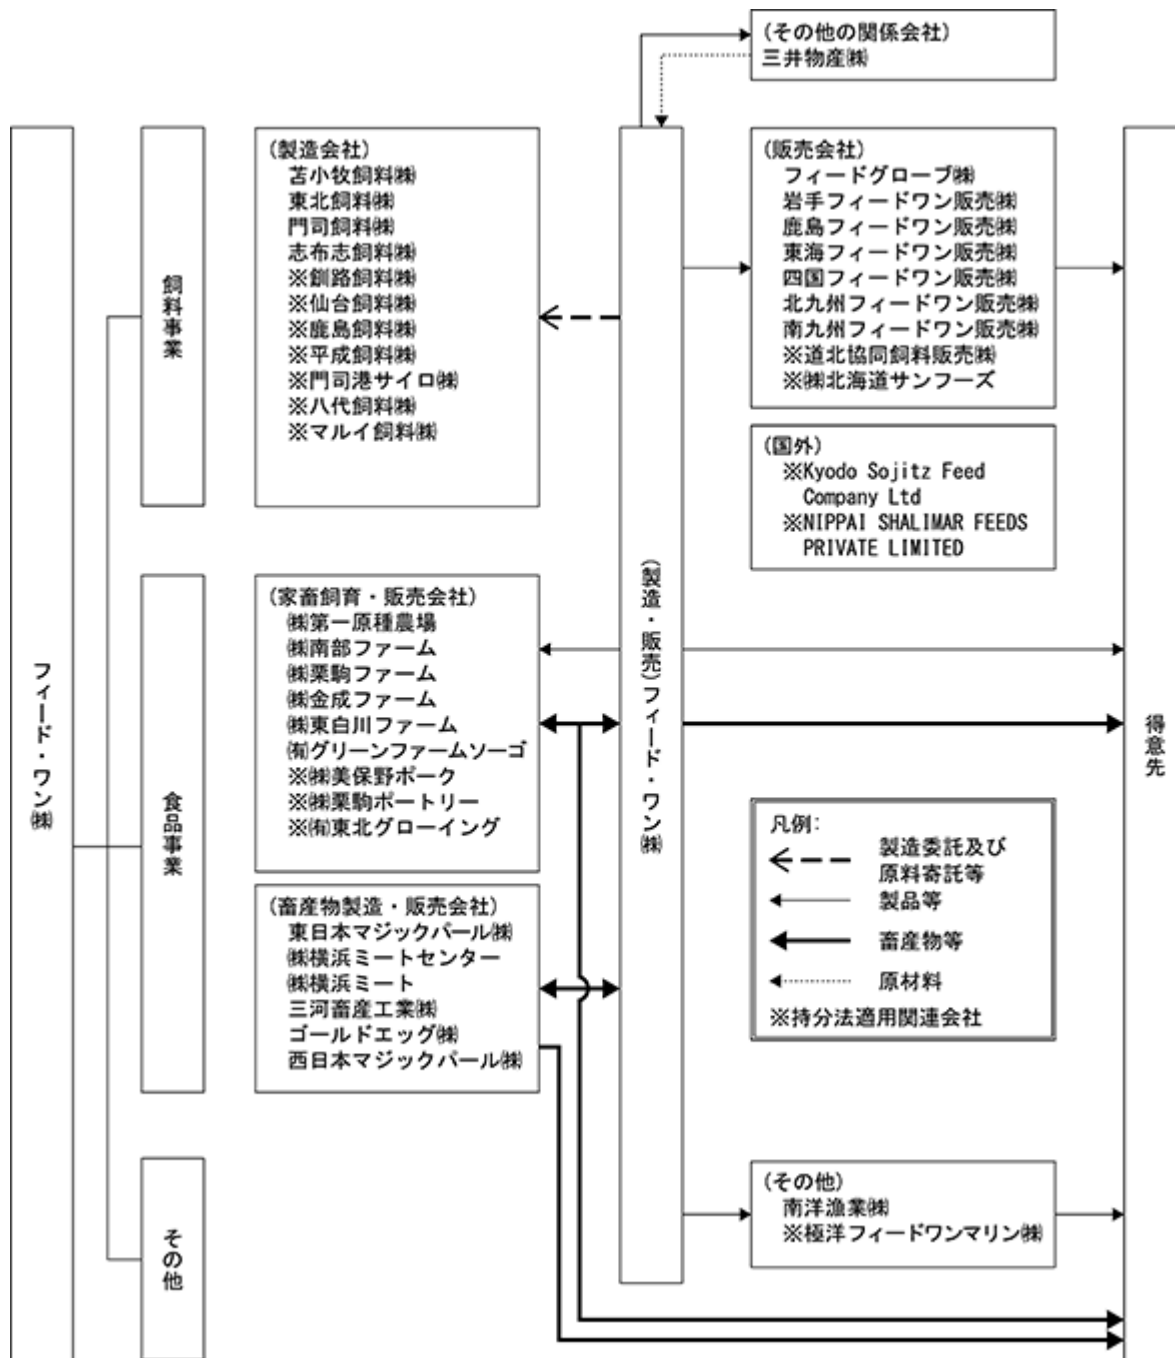 (その他の関係会社)
三井物産㈱
フィード・ワン㈱
飼料事業
(製造会社)
苫小牧飼料㈱
東北飼料㈱
門司飼料㈱
志布志飼料㈱
※釧路飼料㈱
※仙台飼料㈱
※鹿島飼料㈱
※平成飼料㈱
※門司港サイロ㈱
※八代飼料㈱
※マルイ飼料㈱
(製造・販売)フィード・ワン㈱
(販売会社)
フィードグローブ㈱
岩手フィードワン販売㈱
鹿島フィードワン販売㈱
東海フィードワン販売㈱
四国フィードワン販売㈱
北九州フィードワン販売㈱
南九州フィードワン販売㈱
※道北協同飼料販売㈱
※㈱北海道サンフーズ
(国外)
※Kyodo Sojitz Feed
Company Ltd
※NIPPAI SHALIMAR FEEDS
PRIVATE LIMITED
得意先
食品事業
(家畜飼育・販売会社)
㈱第一原種農場
㈱南部ファーム
㈱栗駒ファーム
㈱金成ファーム
㈱東白川ファーム
㈲グリーンファームソーゴ
※㈱美保野ポーク
※㈱栗駒ポートリー
※㈲東北グローイング
(畜産物製造・販売会社)
東日本マジックパール㈱
㈱横浜ミートセンター
㈱横浜ミート
三河畜産工業㈱
ゴールドエッグ㈱
西日本マジックパール㈱
凡例:
製造委託及び
原料寄託等
製品等
畜産物等
原材料
※持分法適用関連会社
その他
(その他)
南洋漁業㈱
※極洋フィードワンマリン㈱